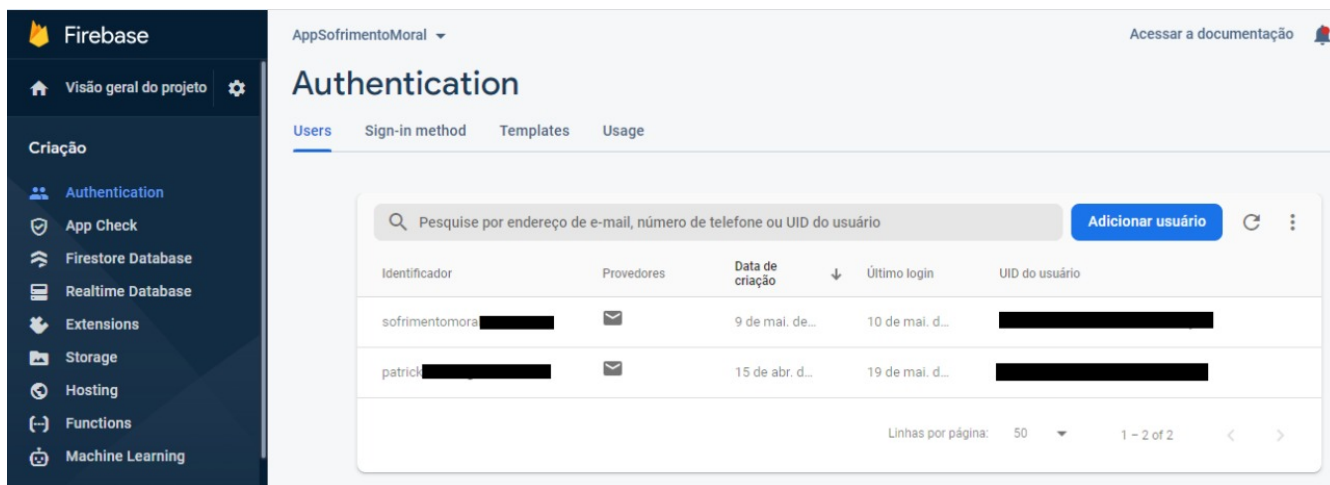 Firebase
AppSofrimentoMoral
Acessar a documentação
Visão geral do projeto
Authentication
Users Sign-in method Templates Usage
Criação
Authentication
App Check
Firestore Database
Realtime Database
Extensions
Storage
Hosting
Functions
Machine Learning
Pesquise por endereço de e-mail, número de telefone ou UID do usuário
Adicionar usuário
Identificador Provedores Data de criação Último login UID do usuário
sofrimentomora 9 de mai. de... 10 de mai. d...
patrick 15 de abr. d... 19 de mai. d...
Linhas por página: 50 1 – 2 of 2